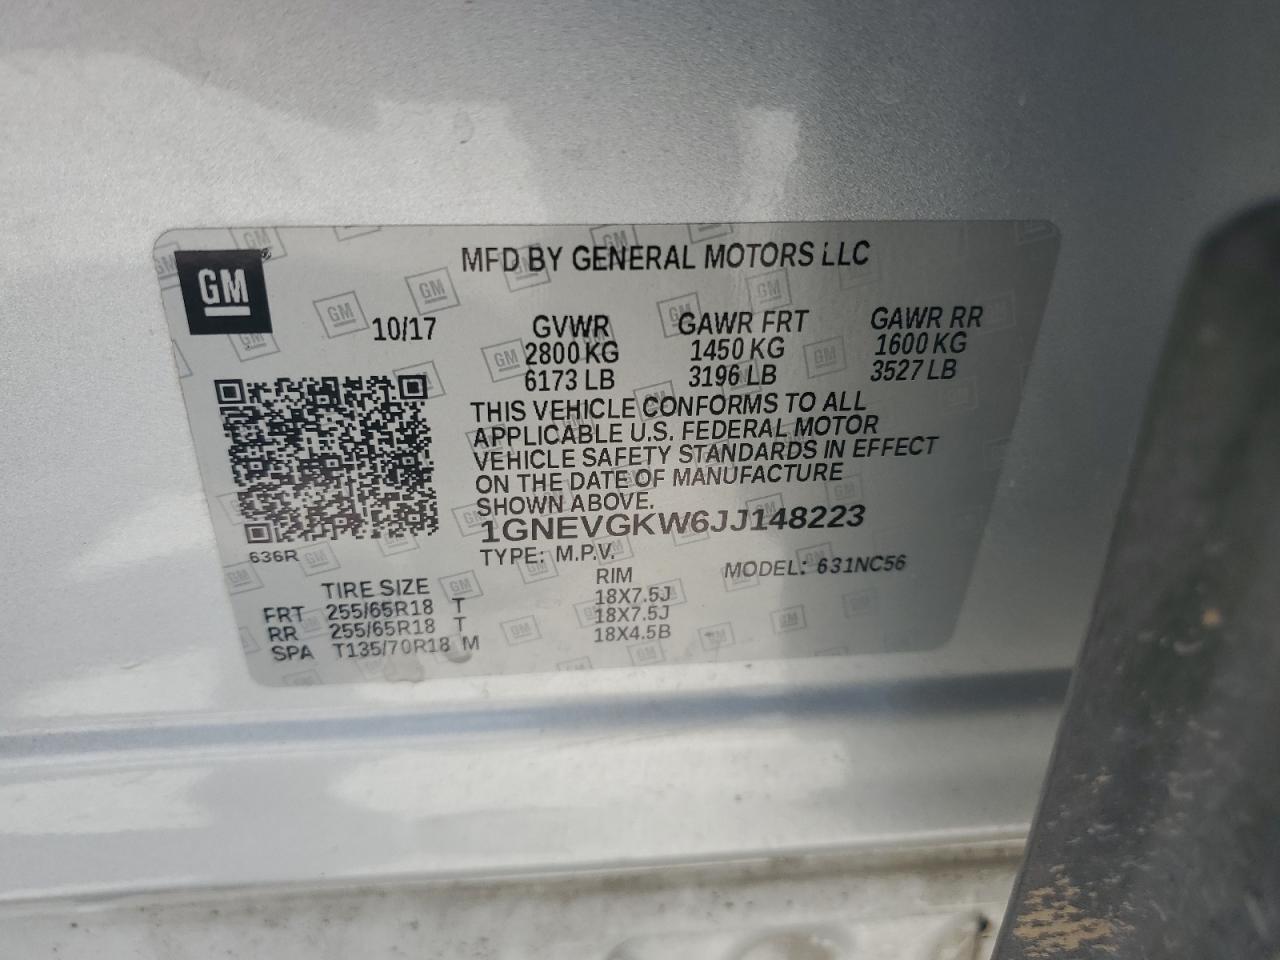 MFD BY GENERAL MOTORS LLC
GM
10/17 GVWR GAWR FRT GAWR RR
2800 KG 1450 KG 1600 KG
6173 LB 3196 LB 3527 LB
THIS VEHICLE CONFORMS TO ALL
APPLICABLE U.S. FEDERAL MOTOR
VEHICLE SAFETY STANDARDS IN EFFECT
ON THE DATE OF MANUFACTURE
SHOWN ABOVE.
1GNEVGKW6JJ148223
636R TYPE: M.P.V. MODEL: 631NC56
TIRE SIZE RIM
FRT 255/65R18 T 18X7.5J
RR 255/65R18 T 18X7.5J
SPA T135/70R18 M 18X4.5B